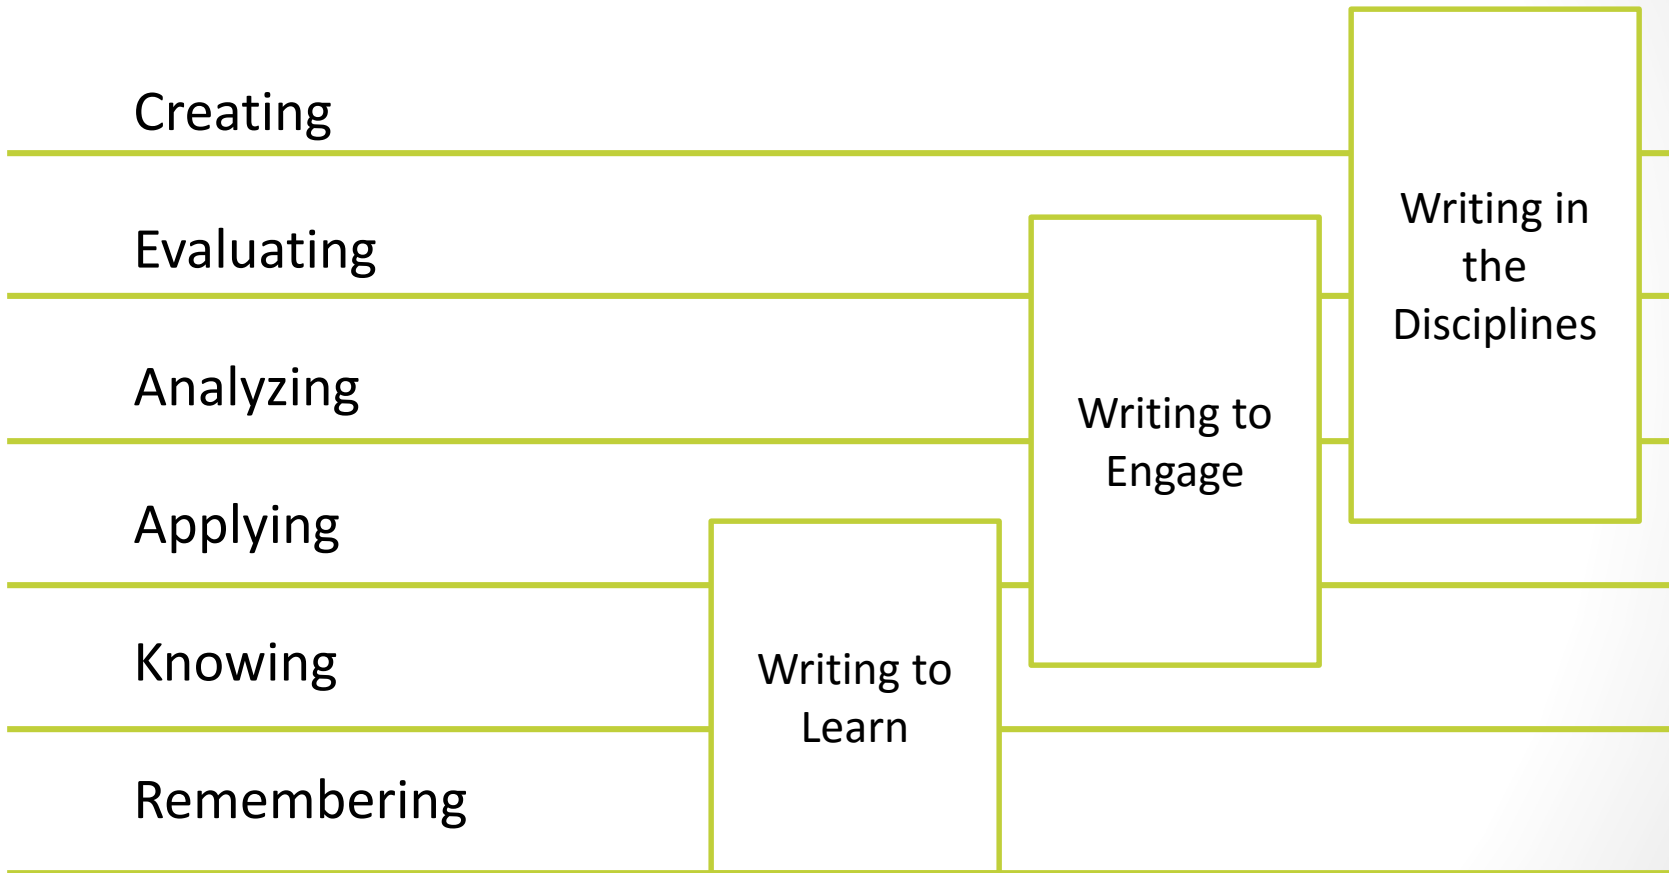 Creating
Evaluating
Analyzing
Applying
Knowing
Remembering
Writing to
Learn
Writing to
Engage
Writing in
the
Disciplines